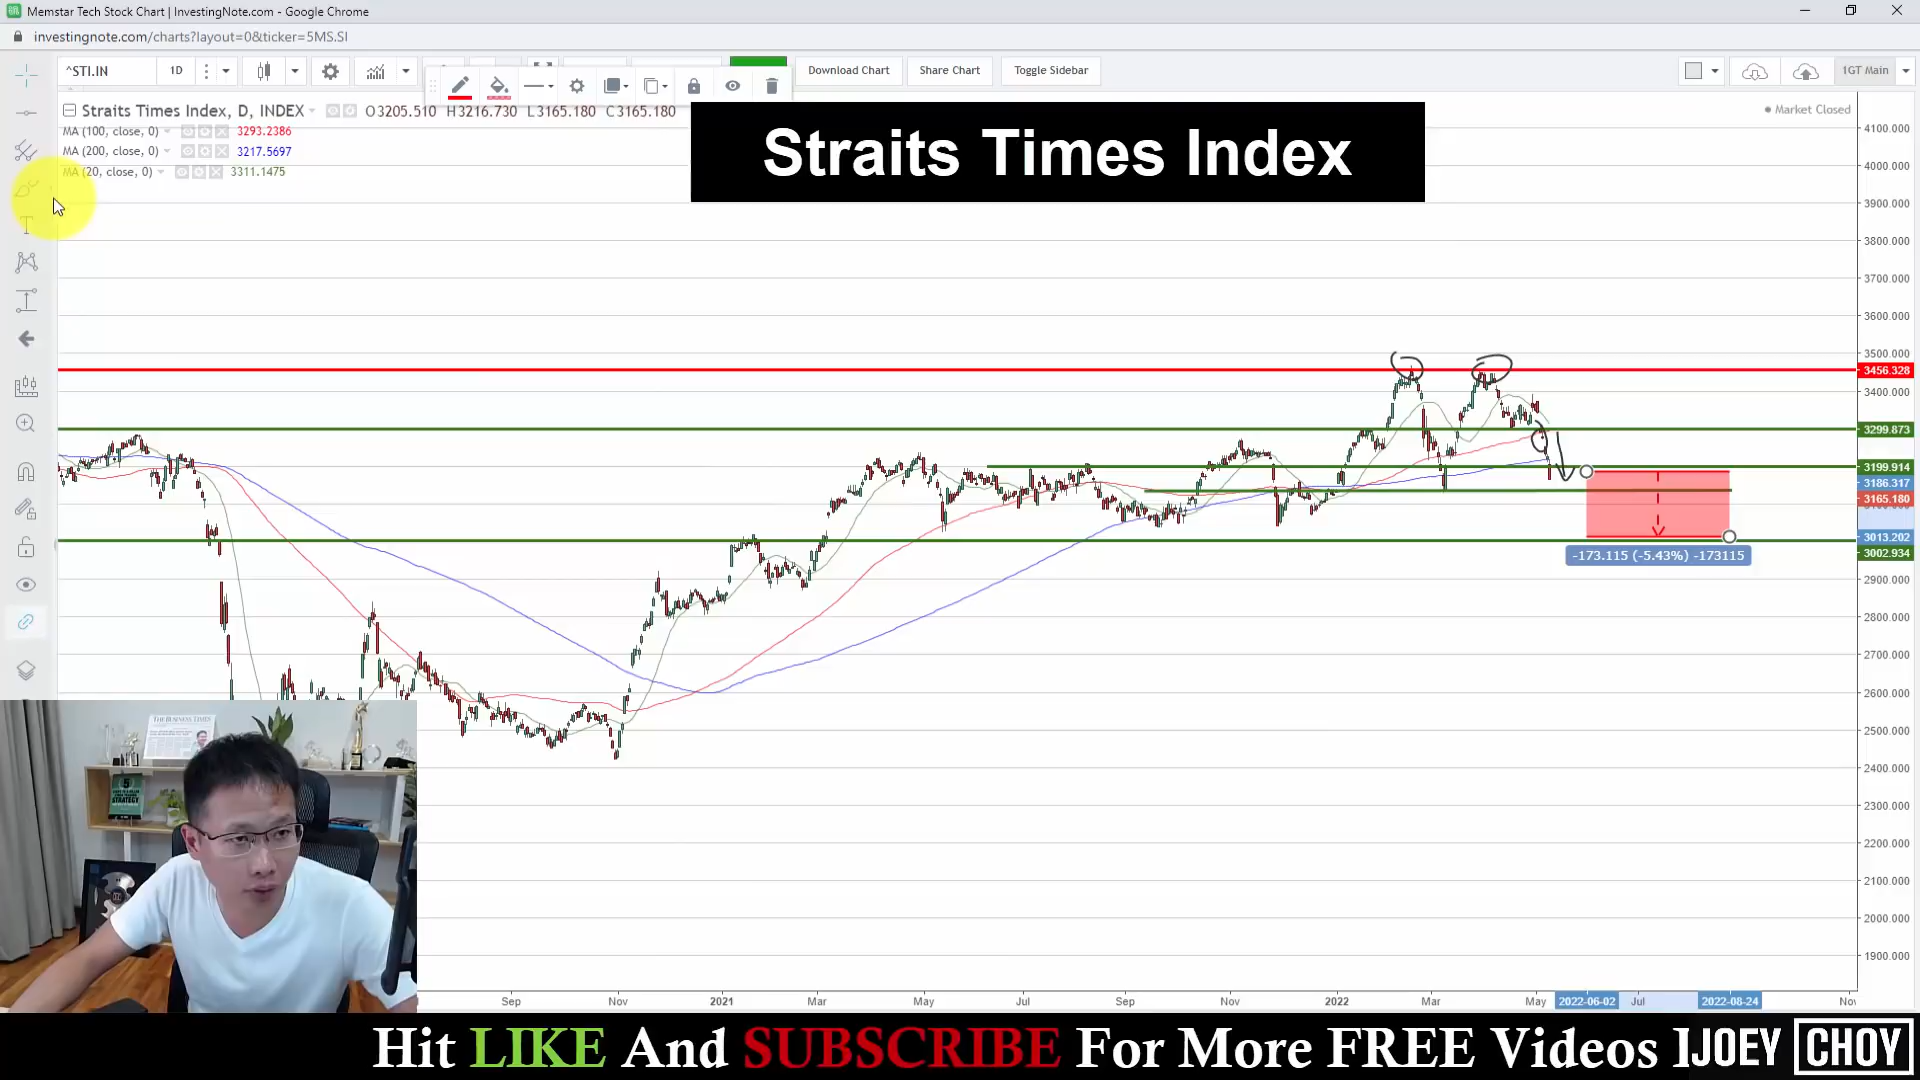 Memstar Tech Stock Chart | InvestingNote.com - Google Chrome
investingnote.com/charts?layout=0&ticker=5MS.SI
^STI.IN 1D Download Chart Share Chart Toggle Sidebar 1GT Main
Straits Times Index, D, INDEX O3205.510 H3216.730 L3165.180 C3165.180
Market Closed
MA (100, close, 0) 3293.2386
MA (200, close, 0) 3217.5697
MA (20, close, 0) 3311.1475
Straits Times Index
4100.000
4000.000
3900.000
3800.000
3700.000
3600.000
3500.000
3456.328
3400.000
3299.873
3199.914
3186.317
3165.180
3013.202
3002.934
-173.115 (-5.43%) -173115
2900.000
2800.000
2700.000
2600.000
2500.000
2400.000
2300.000
2200.000
2100.000
2000.000
1900.000
THE BUSINESS TIMES
5
STRATEGY
Sep Nov 2021 Mar May Jul Sep Nov 2022 Mar May 2022-06-02 Jul 2022-08-24
Hit LIKE And SUBSCRIBE For More FREE Videos I JOEY CHOY